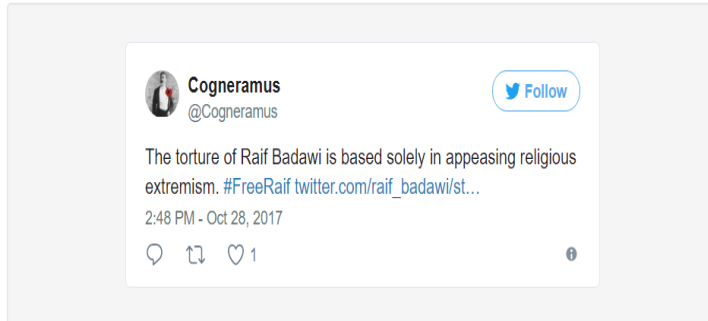 Cogneramus
Follow
@Cogneramus
The torture of Raif Badawi is based solely in appeasing religious
extremism. #FreeRaif twitter.com/raif_badawi/st…
2:48 PM - Oct 28, 2017
1